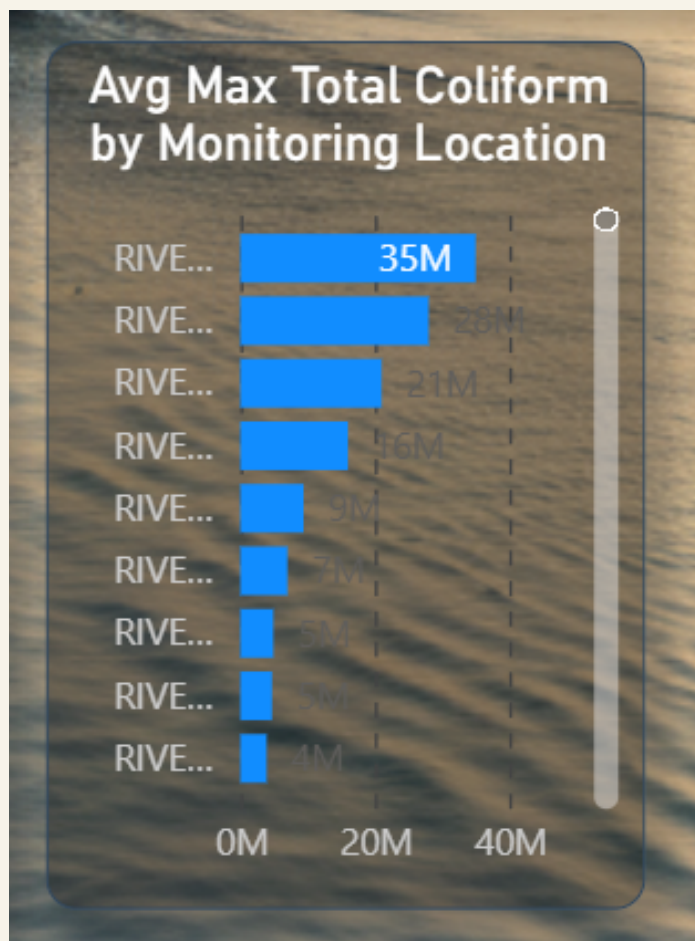 Avg Max Total Coliform
by Monitoring Location
RIVE... 35M
RIVE... 28M
RIVE... 21M
RIVE... 16M
RIVE... 9M
RIVE... 7M
RIVE... 5M
RIVE... 5M
RIVE... 4M
0M 20M 40M